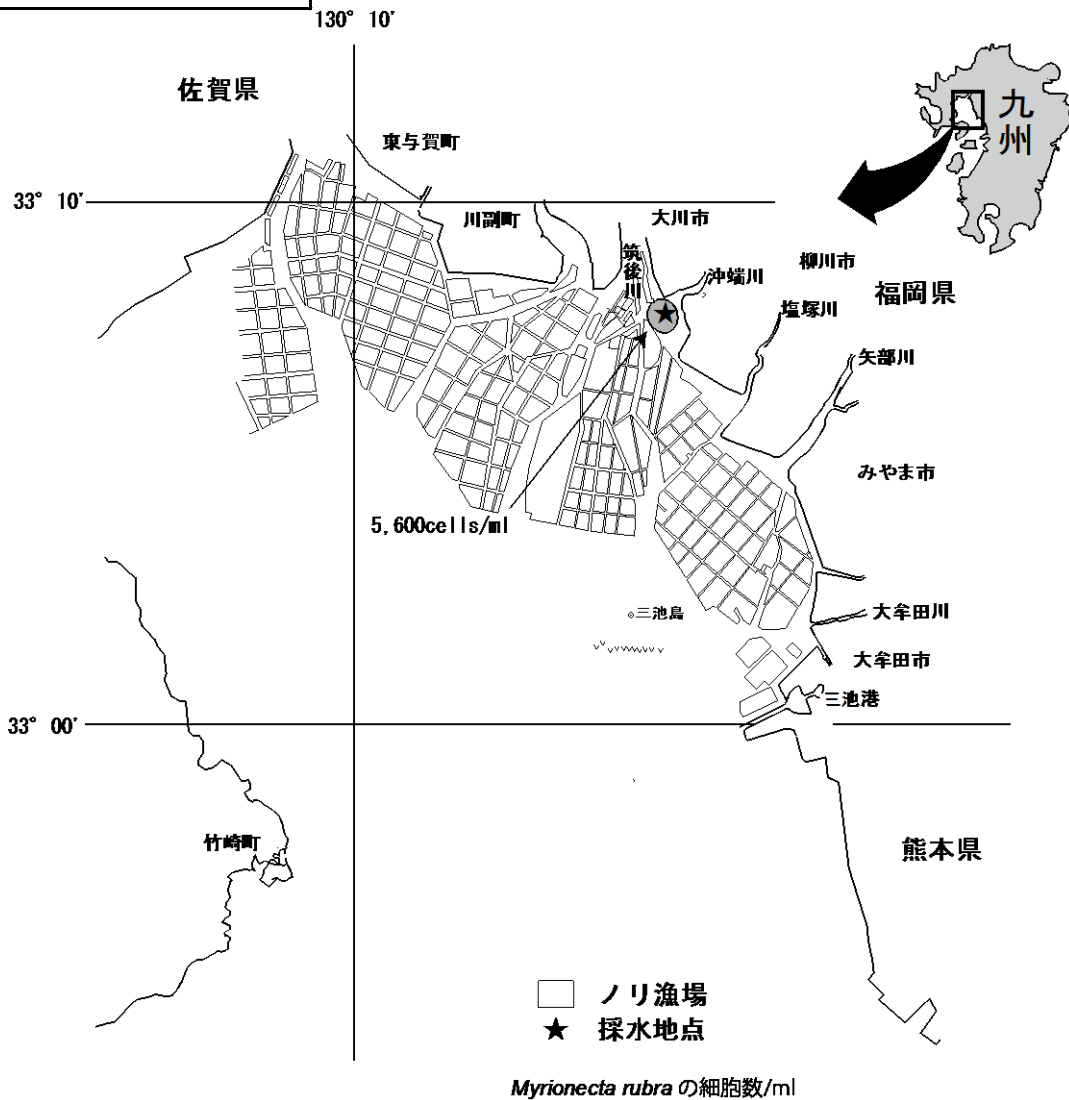 130° 10′
佐賀県
九州
東与賀町
33° 10′
川副町
大川市
筑後川
沖端川
柳川市
福岡県
塩塚川
矢部川
みやま市
5,600cells/ml
三池島
大牟田川
大牟田市
三池港
33° 00′
竹崎町
熊本県
ノリ漁場
採水地点
Myrionecta rubra の細胞数/ml